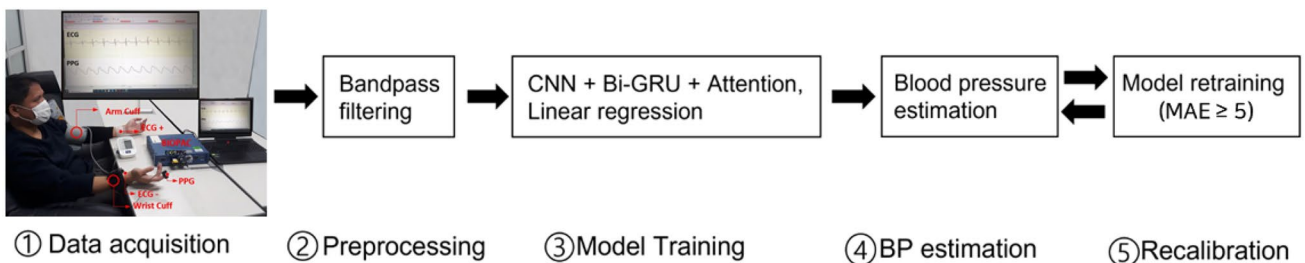 ECG
PPG
Arm Cuff
ECG +
PPG
ECG -
Wrist Cuff
Bandpass
filtering
CNN + Bi-GRU + Attention,
Linear regression
Blood pressure
estimation
Model retraining
(MAE ≥ 5)
① Data acquisition
② Preprocessing
③ Model Training
④ BP estimation
⑤ Recalibration